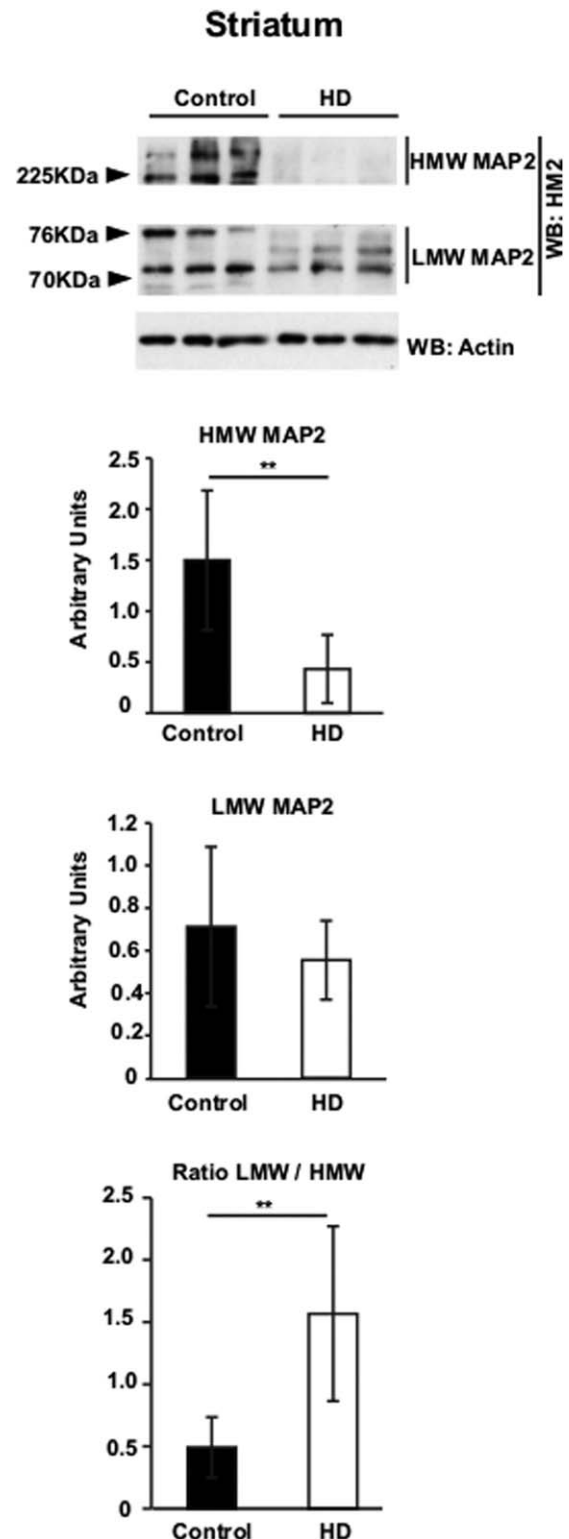 Striatum
Control HD
225KDa HMW MAP2
76KDa
70KDa LMW MAP2
WB: HM2
WB: Actin
HMW MAP2
**
Arbitrary Units
2.5
2.0
1.5
1.0
0.5
0
Control HD
LMW MAP2
Arbitrary Units
1.2
1.0
0.8
0.6
0.4
0.2
0
Control HD
Ratio LMW / HMW
**
2.5
2.0
1.5
1.0
0.5
0
Control HD